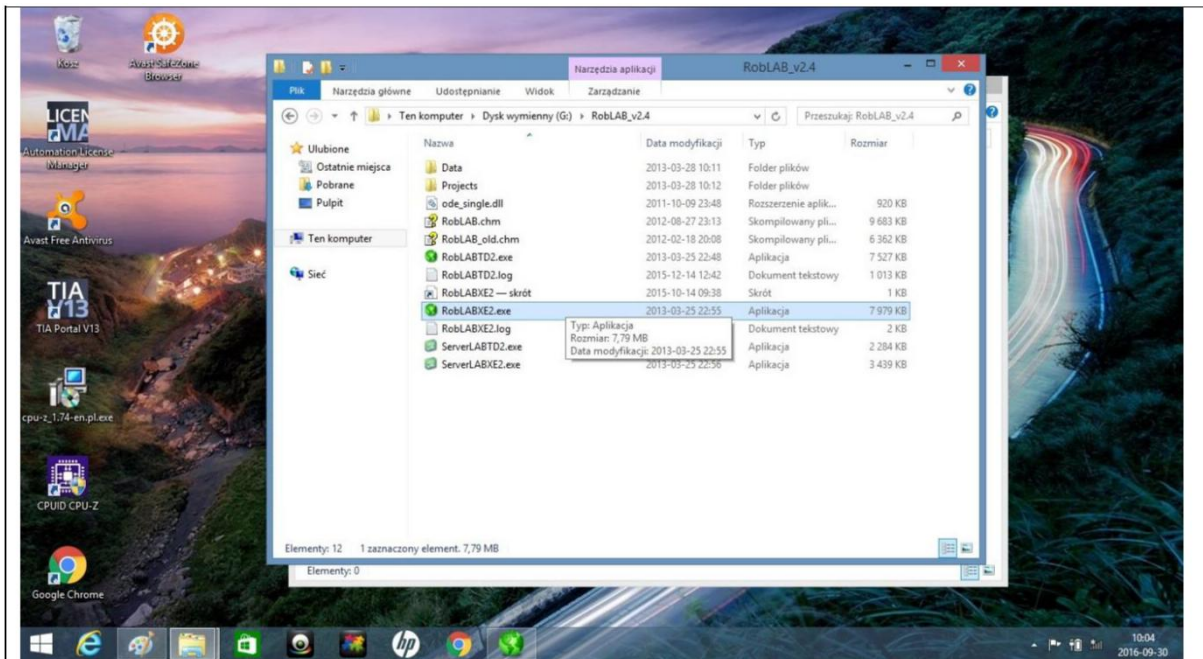 Kosz
Avast SafeZone
Browser
LICEN
MA
Automation License
Manager
Avast Free Antivirus
TIA
V13
TIA Portal V13
cpu-z_1.74-en.pl.exe
CPUID CPU-Z
Google Chrome
Narzędzia aplikacji
RobLAB_v2.4
Plik Narzędzia główne Udostępnianie Widok Zarządzanie
Ten komputer Dysk wymienny (G:) RobLAB_v2.4
Przeszukaj: RobLAB_v2.4
Ulubione
Ostatnie miejsca
Pobrane
Pulpit
Ten komputer
Sieć
Nazwa Data modyfikacji Typ Rozmiar
Data 2013-03-28 10:11 Folder plików
Projects 2013-03-28 10:12 Folder plików
ode_single.dll 2011-10-09 23:48 Rozszerzenie aplik... 920 KB
RobLAB.chm 2012-08-27 23:13 Skompilowany pli... 9 683 KB
RobLAB_old.chm 2012-02-18 20:08 Skompilowany pli... 6 362 KB
RobLABTD2.exe 2013-03-25 22:48 Aplikacja 7 527 KB
RobLABTD2.log 2015-12-14 12:42 Dokument tekstowy 1 013 KB
RobLABXE2 — skrót 2015-10-14 09:38 Skrót 1 KB
RobLABXE2.exe 2013-03-25 22:55 Aplikacja 7 979 KB
RobLABXE2.log Dokument tekstowy 2 KB
ServerLABTD2.exe Aplikacja 2 284 KB
ServerLABXE2.exe 2013-03-25 22:56 Aplikacja 3 439 KB
Typ: Aplikacja
Rozmiar: 7,79 MB
Data modyfikacji: 2013-03-25 22:55
Elementy: 12 1 zaznaczony element. 7,79 MB
Elementy: 0
hp
10:04
2016-09-30